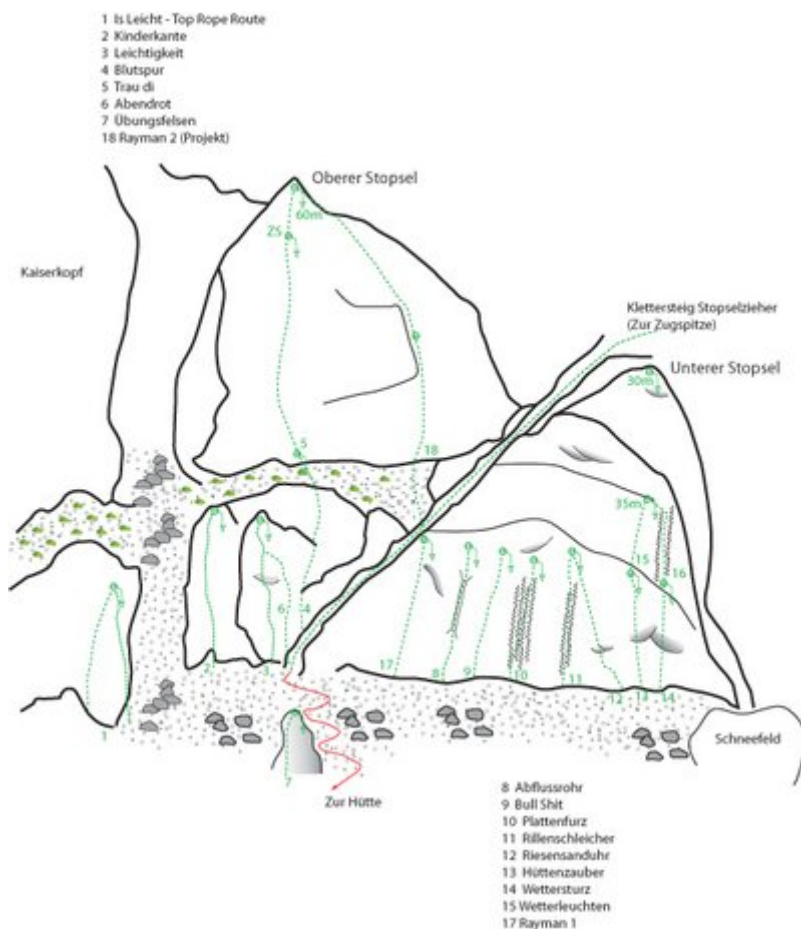 1 Is Leicht - Top Rope Route
2 Kinderkante
3 Leichtigkeit
4 Blutspur
5 Trau di
6 Abendrot
7 Übungsfelsen
18 Rayman 2 (Projekt)
Oberer Stopsel
60m
ZS
Kaiserkopf
Klettersteig Stopselzieher
(Zur Zugspitze)
Unterer Stopsel
30m
5
18
35m
15
16
6
4
2
3
17
8
9
10
11
12
13
14
1
Schneefeld
7
Zur Hütte
8 Abflussrohr
9 Bull Shit
10 Plattenfurz
11 Rillenschleicher
12 Riesensanduhr
13 Hüttenzauber
14 Wettersturz
15 Wetterleuchten
17 Rayman 1